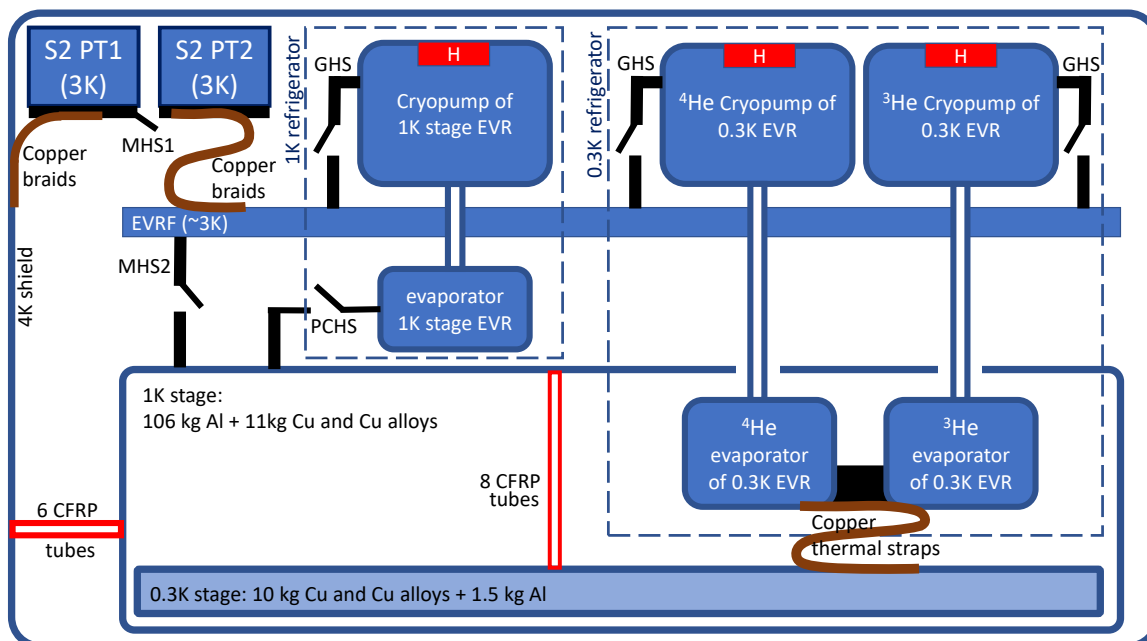 S2 PT1
(3K)
S2 PT2
(3K)
Copper
braids
MHS1
Copper
braids
1K refrigerator
GHS
H
Cryopump of
1K stage EVR
0.3K refrigerator
GHS
H
⁴He Cryopump of
0.3K EVR
H
³He Cryopump of
0.3K EVR
GHS
EVRF (~3K)
4K shield
MHS2
PCHS
evaporator
1K stage EVR
1K stage:
106 kg Al + 11kg Cu and Cu alloys
8 CFRP
tubes
⁴He
evaporator
of 0.3K EVR
³He
evaporator
of 0.3K EVR
6 CFRP
tubes
Copper
thermal straps
0.3K stage: 10 kg Cu and Cu alloys + 1.5 kg Al